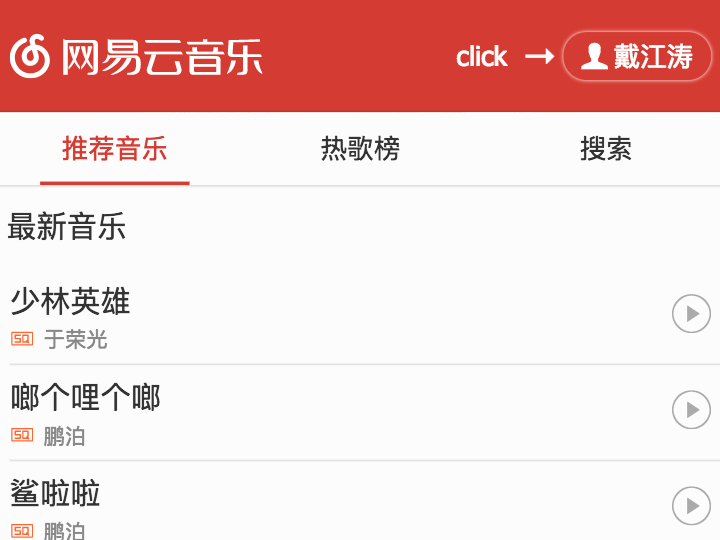 网易云音乐
click → 戴江涛
推荐音乐 热歌榜 搜索
最新音乐
少林英雄
SQ 于荣光
啷个哩个啷
SQ 鹏泊
鲨啦啦
SQ 鹏泊